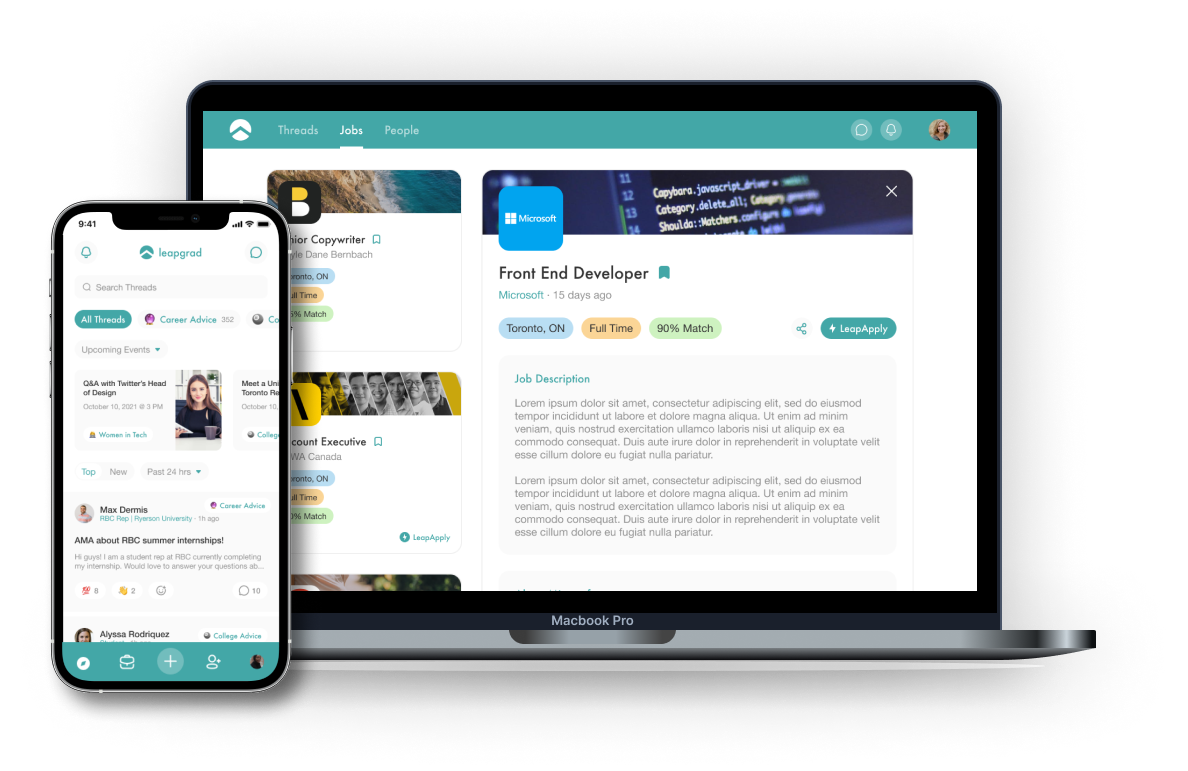 Threads
Jobs
People
9:41
leapgrad
Search Threads
All Threads
Career Advice 352
Co
Upcoming Events
Q&A with Twitter's Head
of Design
October 10, 2021 @ 3 PM
Women in Tech
Meet a Uni
Toronto Re
October 10,
College
Top
New
Past 24 hrs
Max Dermis
RBC Rep | Ryerson University · 1h ago
Career Advice
AMA about RBC summer internships!
Hi guys! I am a student rep at RBC currently completing
my internship. Would love to answer your questions ab...
💯 8
👏 2
10
Alyssa Rodriquez
College Advice
B
nior Copywriter
yle Dane Bernbach
ronto, ON
ull Time
% Match
count Executive
WA Canada
ronto, ON
ull Time
0% Match
LeapApply
11
12
13
Capybara.javascript_driver =
Category.delete_all; Category
Shoulda::Matchers.configure do |config|
Microsoft
Front End Developer
Microsoft · 15 days ago
Toronto, ON
Full Time
90% Match
LeapApply
Job Description
Lorem ipsum dolor sit amet, consectetur adipiscing elit, sed do eiusmod
tempor incididunt ut labore et dolore magna aliqua. Ut enim ad minim
veniam, quis nostrud exercitation ullamco laboris nisi ut aliquip ex ea
commodo consequat. Duis aute irure dolor in reprehenderit in voluptate velit
esse cillum dolore eu fugiat nulla pariatur.
Lorem ipsum dolor sit amet, consectetur adipiscing elit, sed do eiusmod
tempor incididunt ut labore et dolore magna aliqua. Ut enim ad minim
veniam, quis nostrud exercitation ullamco laboris nisi ut aliquip ex ea
commodo consequat. Duis aute irure dolor in reprehenderit in voluptate velit
esse cillum dolore eu fugiat nulla pariatur.
Macbook Pro